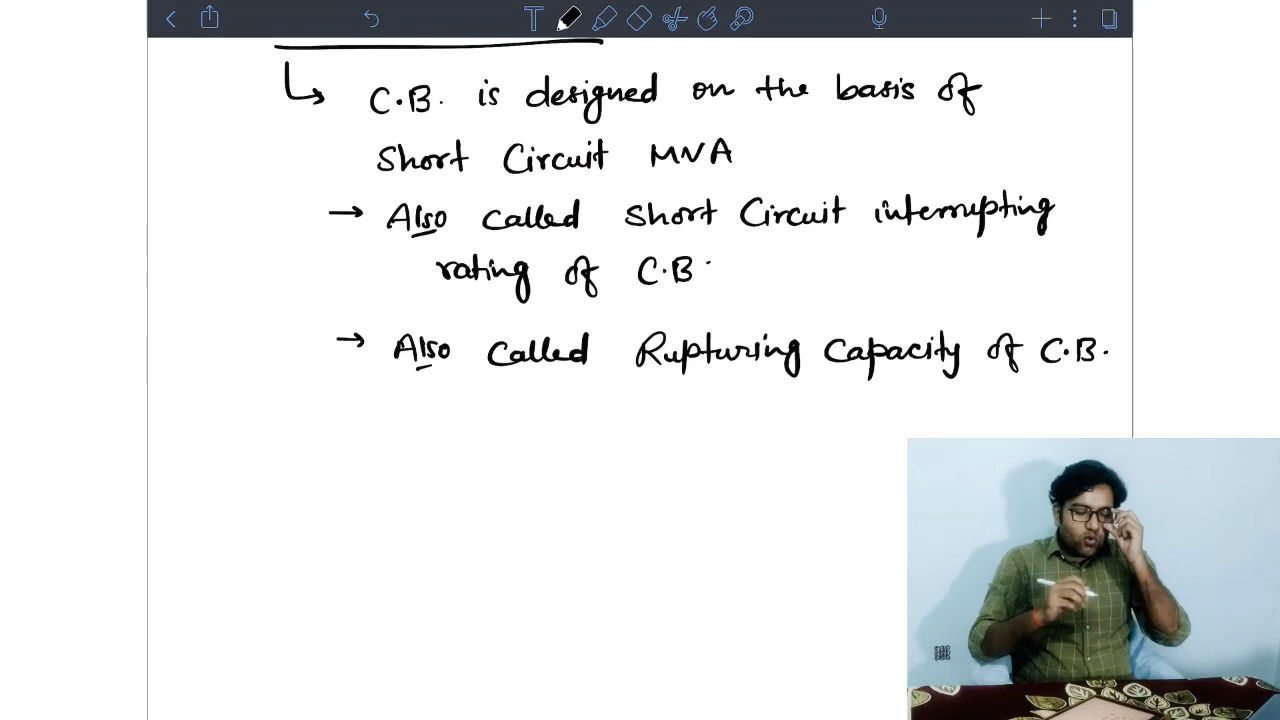 C.B. is designed on the basis of
Short Circuit MVA
→ Also called Short Circuit interrupting
rating of C.B.
→ Also called Rupturing Capacity of C.B.